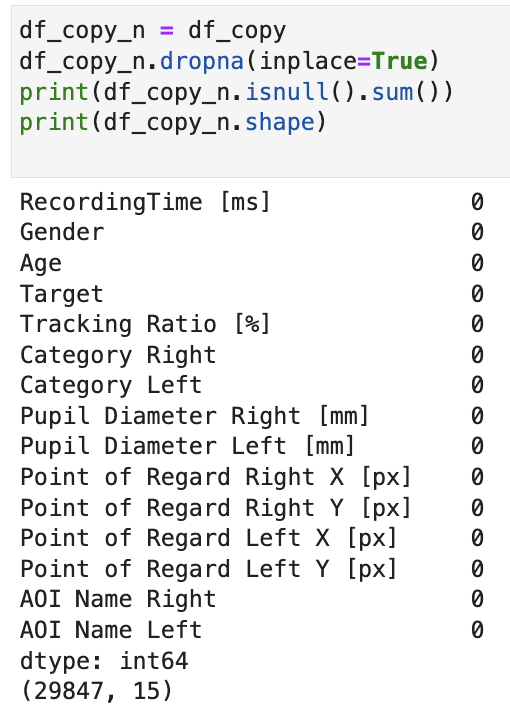 df_copy_n = df_copy
df_copy_n.dropna(inplace=True)
print(df_copy_n.isnull().sum())
print(df_copy_n.shape)
RecordingTime [ms] 0
Gender 0
Age 0
Target 0
Tracking Ratio [%] 0
Category Right 0
Category Left 0
Pupil Diameter Right [mm] 0
Pupil Diameter Left [mm] 0
Point of Regard Right X [px] 0
Point of Regard Right Y [px] 0
Point of Regard Left X [px] 0
Point of Regard Left Y [px] 0
AOI Name Right 0
AOI Name Left 0
dtype: int64
(29847, 15)